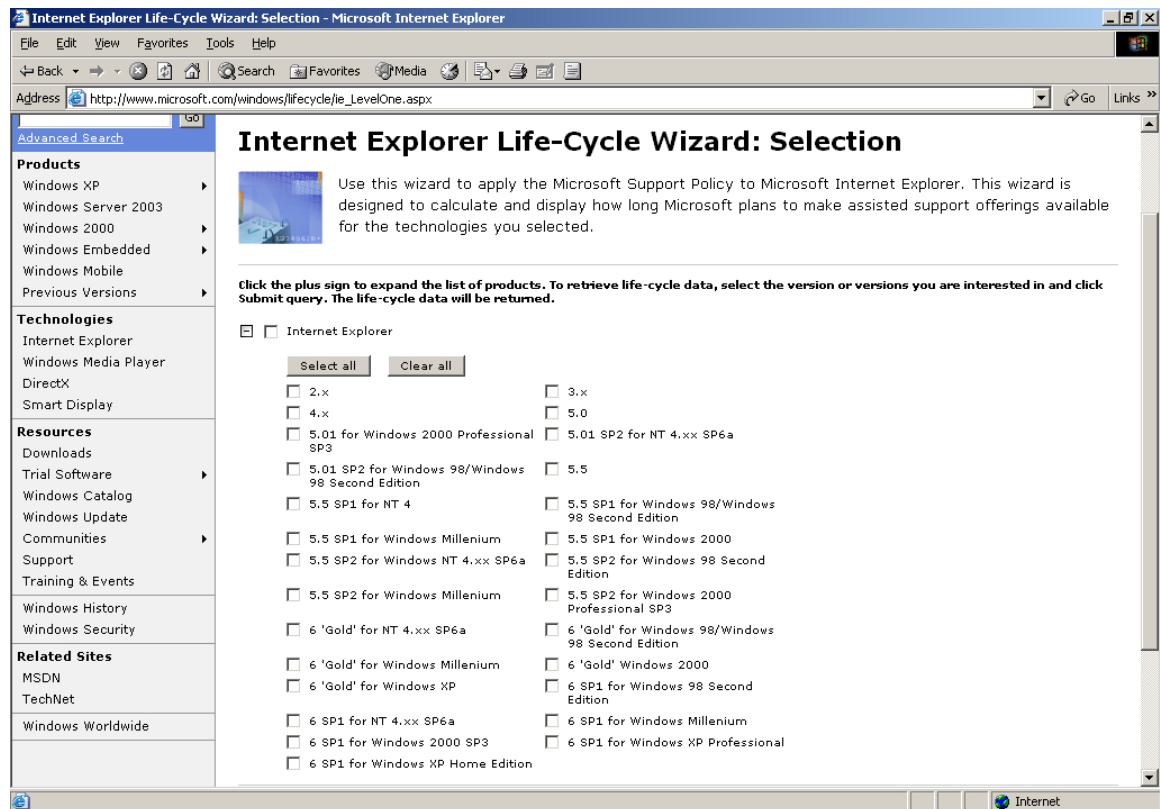 Internet Explorer Life-Cycle Wizard: Selection - Microsoft Internet Explorer
File Edit View Favorites Tools Help
Back Search Favorites Media
Address http://www.microsoft.com/windows/lifecycle/ie_LevelOne.aspx Go Links »
Go
Advanced Search
Products
Windows XP
Windows Server 2003
Windows 2000
Windows Embedded
Windows Mobile
Previous Versions
Technologies
Internet Explorer
Windows Media Player
DirectX
Smart Display
Resources
Downloads
Trial Software
Windows Catalog
Windows Update
Communities
Support
Training & Events
Windows History
Windows Security
Related Sites
MSDN
TechNet
Windows Worldwide
Internet Explorer Life-Cycle Wizard: Selection
Use this wizard to apply the Microsoft Support Policy to Microsoft Internet Explorer. This wizard is
designed to calculate and display how long Microsoft plans to make assisted support offerings available
for the technologies you selected.
Click the plus sign to expand the list of products. To retrieve life-cycle data, select the version or versions you are interested in and click
Submit query. The life-cycle data will be returned.
Internet Explorer
Select all Clear all
2.x
3.x
4.x
5.0
5.01 for Windows 2000 Professional
SP3
5.01 SP2 for NT 4.xx SP6a
5.01 SP2 for Windows 98/Windows
98 Second Edition
5.5
5.5 SP1 for NT 4
5.5 SP1 for Windows 98/Windows
98 Second Edition
5.5 SP1 for Windows Millenium
5.5 SP1 for Windows 2000
5.5 SP2 for Windows NT 4.xx SP6a
5.5 SP2 for Windows 98 Second
Edition
5.5 SP2 for Windows Millenium
5.5 SP2 for Windows 2000
Professional SP3
6 'Gold' for NT 4.xx SP6a
6 'Gold' for Windows 98/Windows
98 Second Edition
6 'Gold' for Windows Millenium
6 'Gold' Windows 2000
6 'Gold' for Windows XP
6 SP1 for Windows 98 Second
Edition
6 SP1 for NT 4.xx SP6a
6 SP1 for Windows Millenium
6 SP1 for Windows 2000 SP3
6 SP1 for Windows XP Professional
6 SP1 for Windows XP Home Edition
Internet